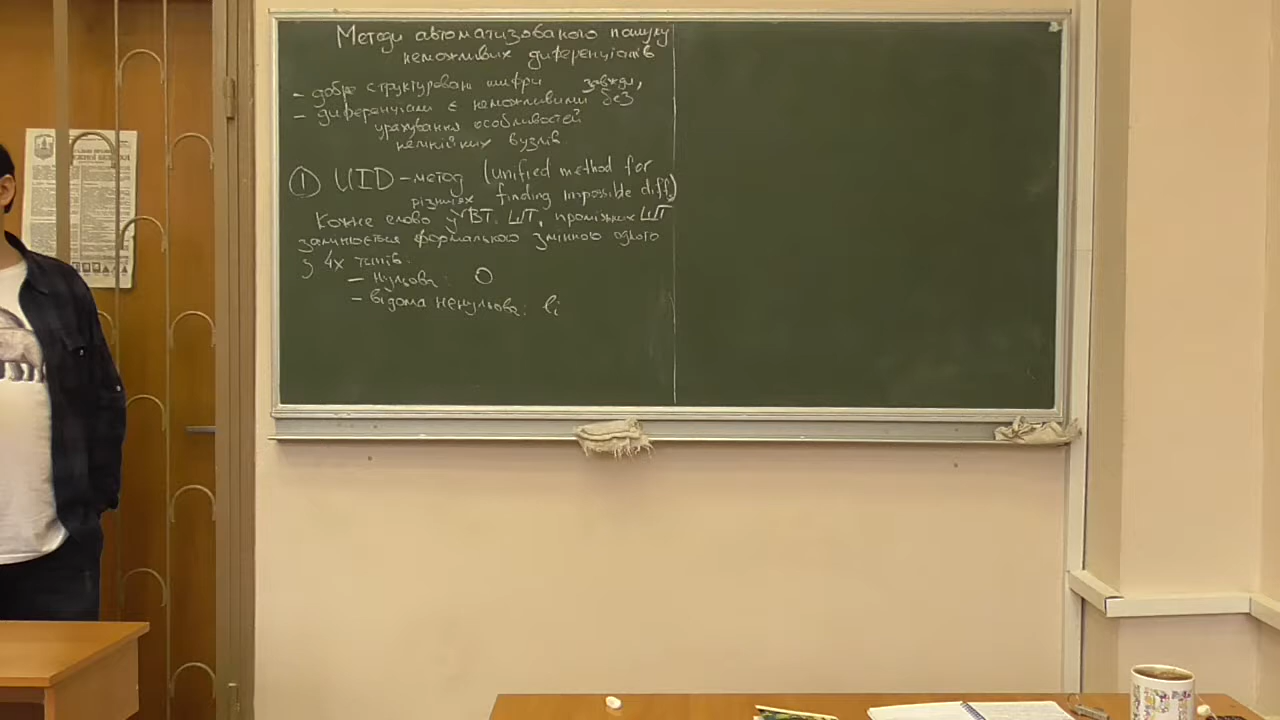 Методи автоматизованого пошуку
неможливих диференціалів
- добре структуровані шифри завжди,
- диференціали є неможливими без
урахування особливостей
нелінійних вузлів.
① UID-метод (unified method for
різницях finding impossible diff.)
Кожне слово у ВТ, ШТ, проміжних ШТ
замінюється формальною змінною одного
з 4х типів:
- нульова: 0
- відома ненульова: li